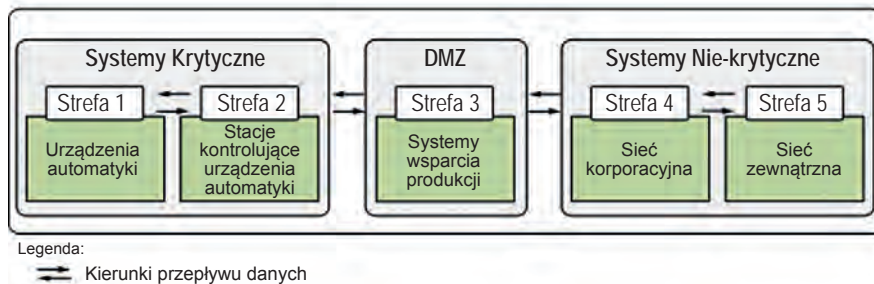 Systemy Krytyczne
DMZ
Systemy Nie-krytyczne
Strefa 1
Strefa 2
Strefa 3
Strefa 4
Strefa 5
Urządzenia
automatyki
Stacje
kontrolujące
urządzenia
automatyki
Systemy
wsparcia
produkcji
Sieć
korporacyjna
Sieć
zewnątrzna
Legenda:
Kierunki przepływu danych